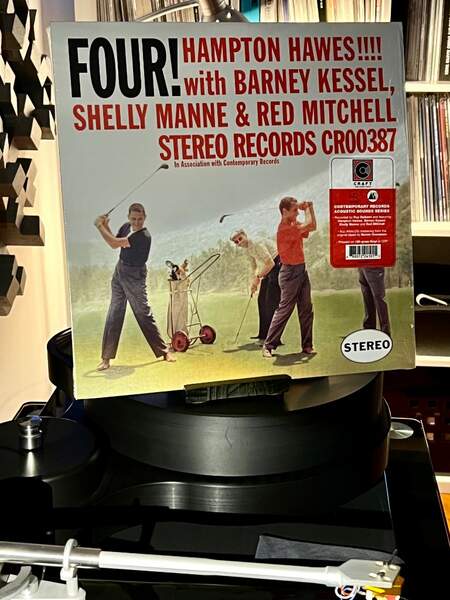 FOUR! HAMPTON HAWES!!!!
with BARNEY KESSEL,
SHELLY MANNE & RED MITCHELL
STEREO RECORDS CR00387
In Association with Contemporary Records
CRAFT
CONTEMPORARY RECORDS
ACOUSTIC SOUNDS SERIES
STEREO